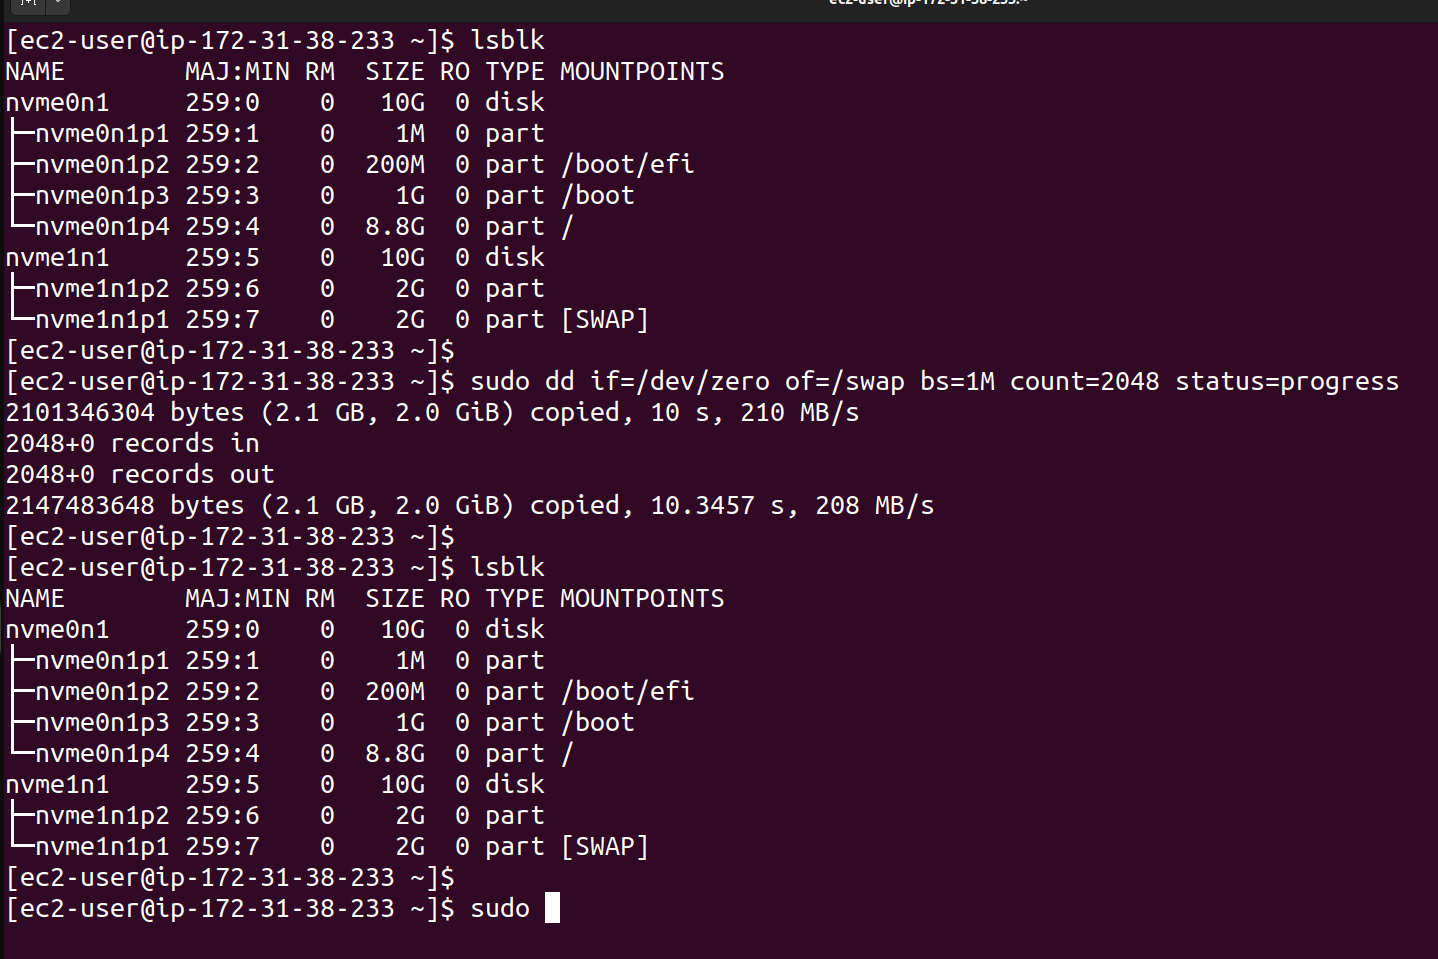 ec2-user@ip-172-31-38-233:~
[ec2-user@ip-172-31-38-233 ~]$ lsblk
NAME        MAJ:MIN RM  SIZE RO TYPE MOUNTPOINTS
nvme0n1     259:0    0   10G  0 disk
├─nvme0n1p1 259:1    0    1M  0 part
├─nvme0n1p2 259:2    0  200M  0 part /boot/efi
├─nvme0n1p3 259:3    0    1G  0 part /boot
└─nvme0n1p4 259:4    0  8.8G  0 part /
nvme1n1     259:5    0   10G  0 disk
├─nvme1n1p2 259:6    0    2G  0 part
└─nvme1n1p1 259:7    0    2G  0 part [SWAP]
[ec2-user@ip-172-31-38-233 ~]$
[ec2-user@ip-172-31-38-233 ~]$ sudo dd if=/dev/zero of=/swap bs=1M count=2048 status=progress
2101346304 bytes (2.1 GB, 2.0 GiB) copied, 10 s, 210 MB/s
2048+0 records in
2048+0 records out
2147483648 bytes (2.1 GB, 2.0 GiB) copied, 10.3457 s, 208 MB/s
[ec2-user@ip-172-31-38-233 ~]$
[ec2-user@ip-172-31-38-233 ~]$ lsblk
NAME        MAJ:MIN RM  SIZE RO TYPE MOUNTPOINTS
nvme0n1     259:0    0   10G  0 disk
├─nvme0n1p1 259:1    0    1M  0 part
├─nvme0n1p2 259:2    0  200M  0 part /boot/efi
├─nvme0n1p3 259:3    0    1G  0 part /boot
└─nvme0n1p4 259:4    0  8.8G  0 part /
nvme1n1     259:5    0   10G  0 disk
├─nvme1n1p2 259:6    0    2G  0 part
└─nvme1n1p1 259:7    0    2G  0 part [SWAP]
[ec2-user@ip-172-31-38-233 ~]$
[ec2-user@ip-172-31-38-233 ~]$ sudo